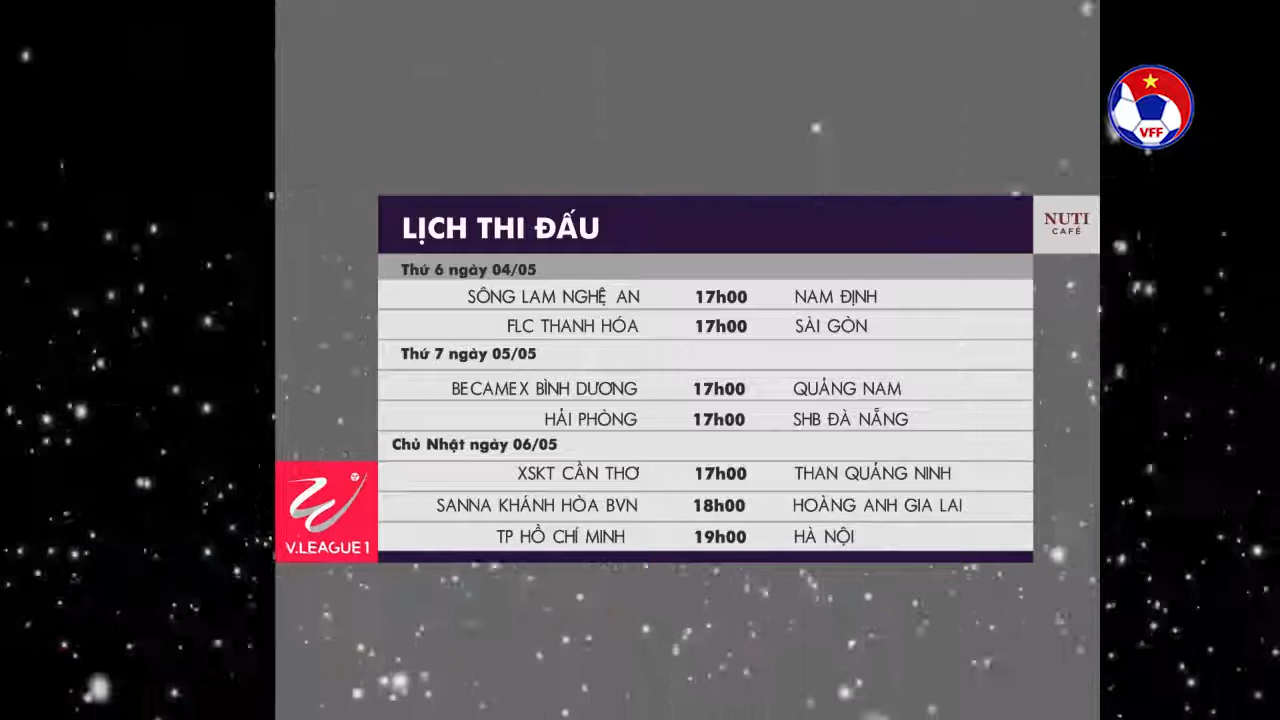 VFF
LỊCH THI ĐẤU
NUTI
CAFÉ
Thứ 6 ngày 04/05
SÔNG LAM NGHỆ AN 17h00 NAM ĐỊNH
FLC THANH HÓA 17h00 SÀI GÒN
Thứ 7 ngày 05/05
BECAMEX BÌNH DƯƠNG 17h00 QUẢNG NAM
HẢI PHÒNG 17h00 SHB ĐÀ NẴNG
Chủ Nhật ngày 06/05
XSKT CẦN THƠ 17h00 THAN QUẢNG NINH
SANNA KHÁNH HÒA BVN 18h00 HOÀNG ANH GIA LAI
TP HỒ CHÍ MINH 19h00 HÀ NỘI
V.LEAGUE 1